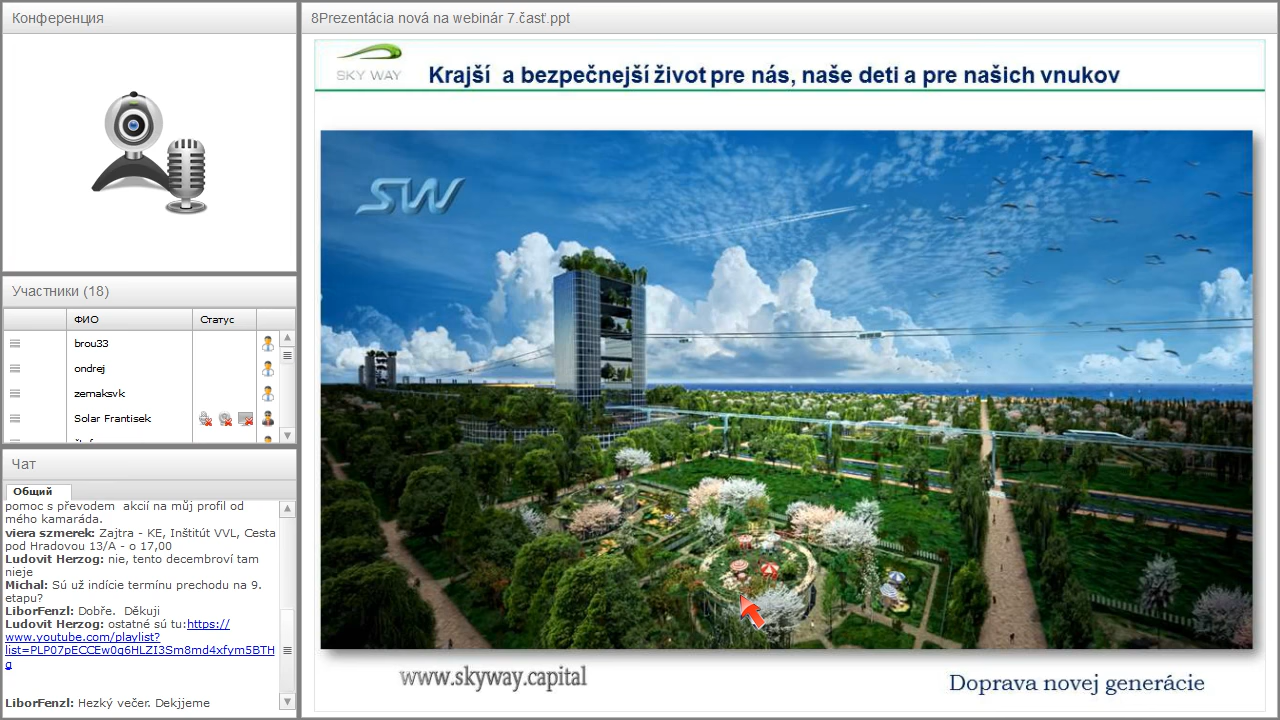 Конференция
Участники (18)
ФИО
Статус
brou33
ondrej
zemaksvk
Solar Frantisek
Чат
Общий
pomoc s převodem akcií na můj profil od
mého kamaráda.
viera szmerek: Zajtra - KE, Inštitút VVL, Cesta
pod Hradovou 13/A - o 17,00
Ludovit Herzog: nie, tento decembroví tam
nieje
Michal: Sú už indície termínu prechodu na 9.
etapu?
LiborFenzl: Dobře. Děkuji
Ludovit Herzog: ostatné sú tu:https://
www.youtube.com/playlist?
LiborFenzl: Hezký večer. Dekjjeme
8Prezentácia nová na webinár 7.časť.ppt
SKY WAY
Krajší a bezpečnejší život pre nás, naše deti a pre našich vnukov
SW
www.skyway.capital
Doprava novej generácie